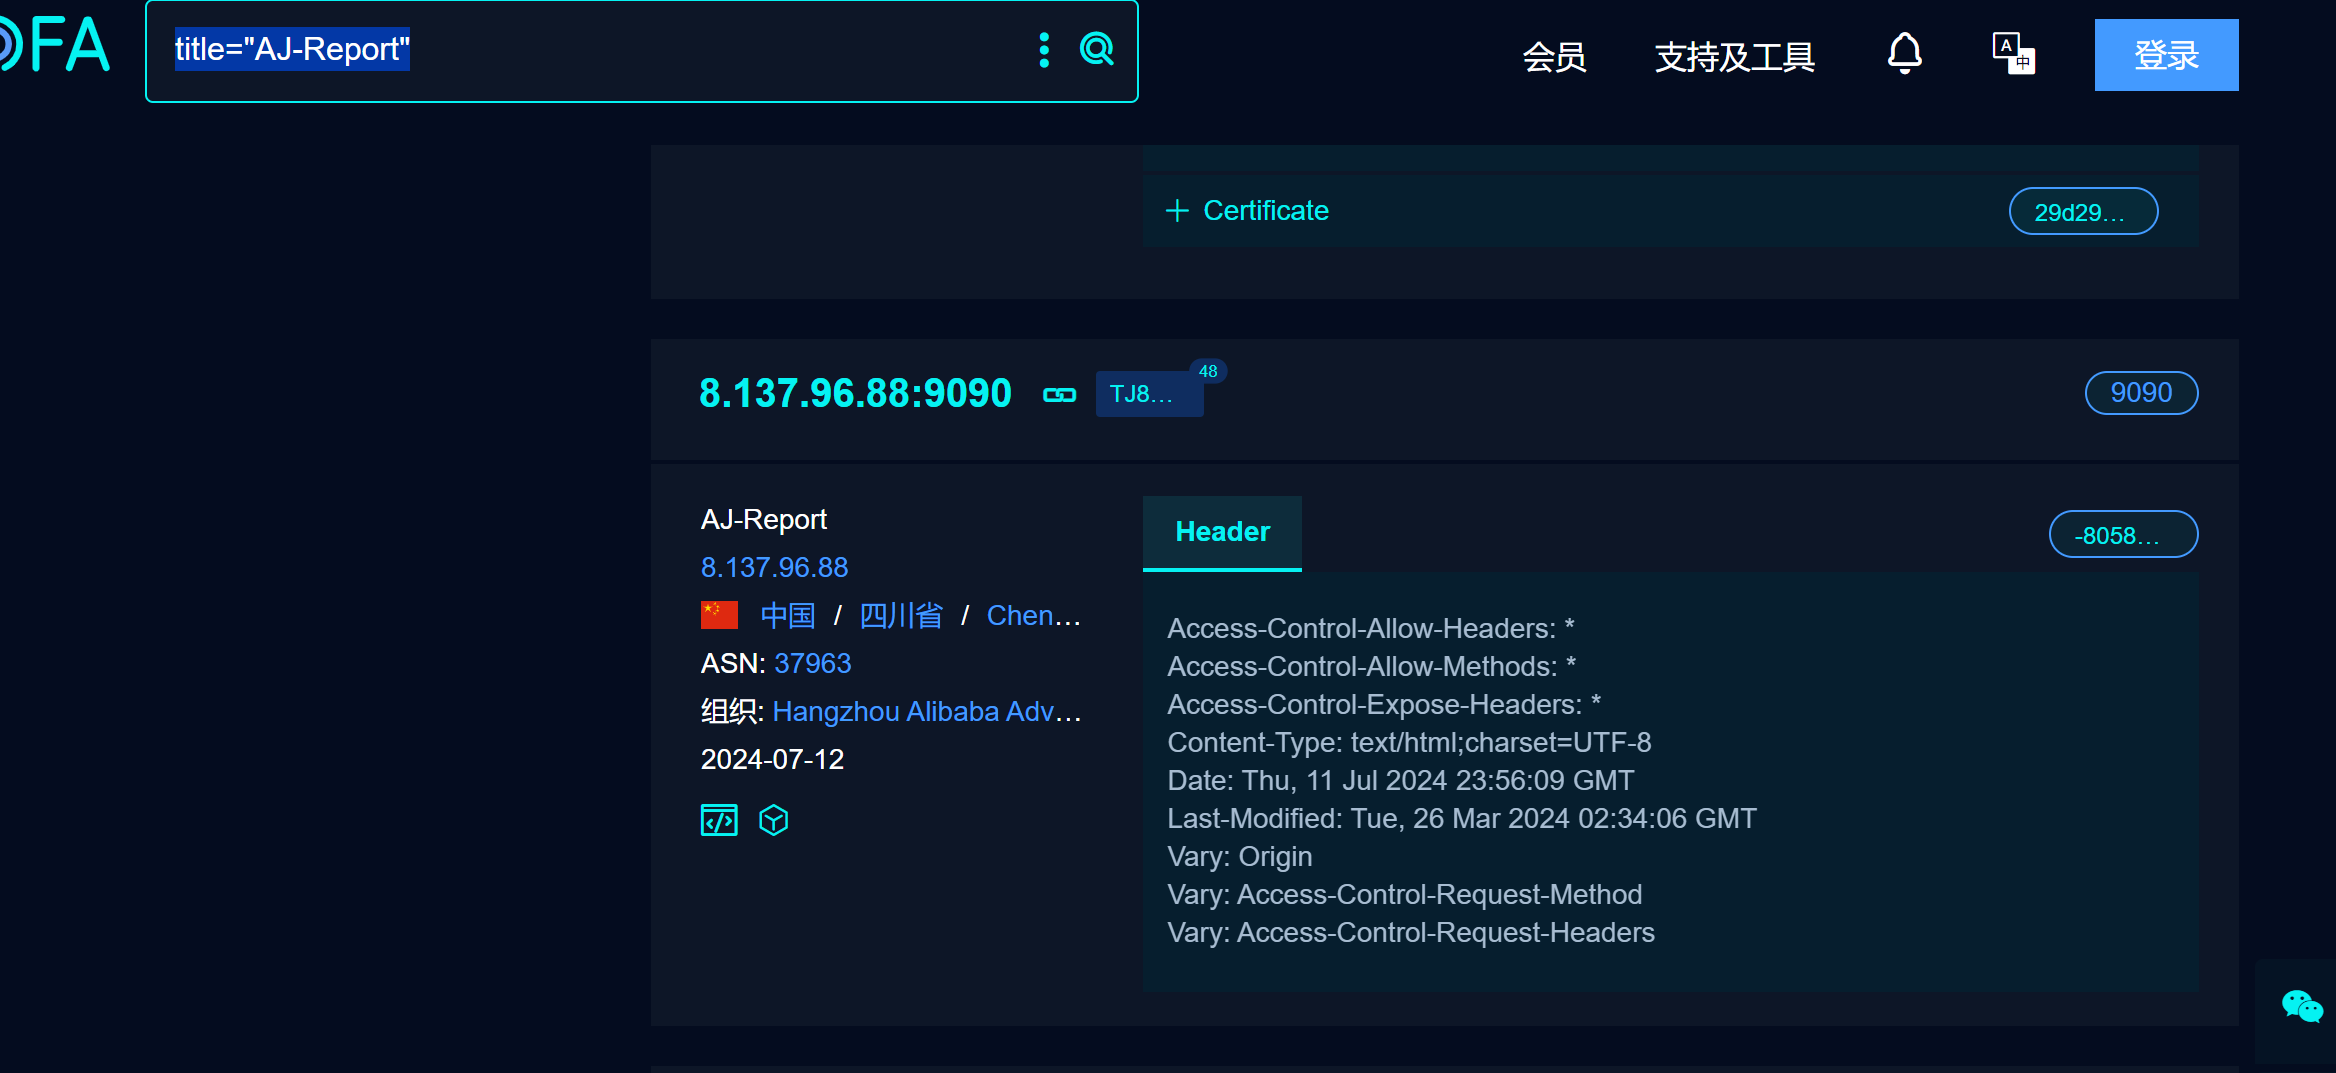 OFA
title="AJ-Report"
会员
支持及工具
A
中
登录
Certificate
29d29...
8.137.96.88:9090
TJ8...
48
9090
AJ-Report
8.137.96.88
中国 / 四川省 / Chen...
ASN: 37963
组织: Hangzhou Alibaba Adv...
2024-07-12
Header
-8058...
Access-Control-Allow-Headers: *
Access-Control-Allow-Methods: *
Access-Control-Expose-Headers: *
Content-Type: text/html;charset=UTF-8
Date: Thu, 11 Jul 2024 23:56:09 GMT
Last-Modified: Tue, 26 Mar 2024 02:34:06 GMT
Vary: Origin
Vary: Access-Control-Request-Method
Vary: Access-Control-Request-Headers